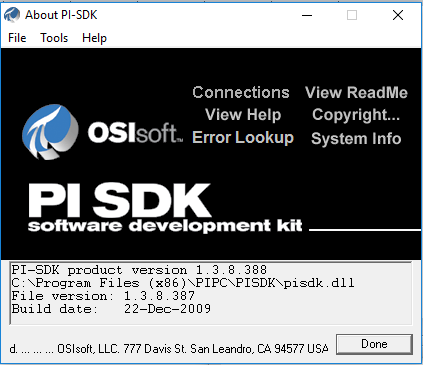 About PI-SDK
File Tools Help
Connections View ReadMe
View Help Copyright...
Error Lookup System Info
OSIsoft™
PI SDK
software development kit
PI-SDK product version 1.3.8.388
C:\Program Files (x86)\PIPC\PISDK\pisdk.dll
File version: 1.3.8.387
Build date: 22-Dec-2009
d. ... ... ... OSIsoft, LLC. 777 Davis St. San Leandro, CA 94577 USA
Done